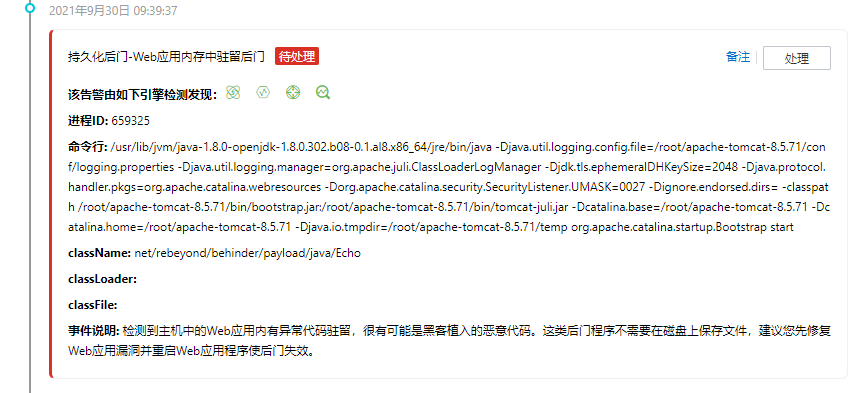 2021年9月30日 09:39:37
持久化后门-Web应用内存中驻留后门 待处理 备注 处理
该告警由如下引擎检测发现:
进程ID: 659325
命令行: /usr/lib/jvm/java-1.8.0-openjdk-1.8.0.302.b08-0.1.al8.x86_64/jre/bin/java -Djava.util.logging.config.file=/root/apache-tomcat-8.5.71/con
f/logging.properties -Djava.util.logging.manager=org.apache.juli.ClassLoaderLogManager -Djdk.tls.ephemeralDHKeySize=2048 -Djava.protocol.
handler.pkgs=org.apache.catalina.webresources -Dorg.apache.catalina.security.SecurityListener.UMASK=0027 -Dignore.endorsed.dirs= -classpat
h /root/apache-tomcat-8.5.71/bin/bootstrap.jar:/root/apache-tomcat-8.5.71/bin/tomcat-juli.jar -Dcatalina.base=/root/apache-tomcat-8.5.71 -Dc
atalina.home=/root/apache-tomcat-8.5.71 -Djava.io.tmpdir=/root/apache-tomcat-8.5.71/temp org.apache.catalina.startup.Bootstrap start
className: net/rebeyond/behinder/payload/java/Echo
classLoader:
classFile:
事件说明: 检测到主机中的Web应用内有异常代码驻留，很有可能是黑客植入的恶意代码。这类后门程序不需要在磁盘上保存文件，建议您先修复
Web应用漏洞并重启Web应用程序使后门失效。